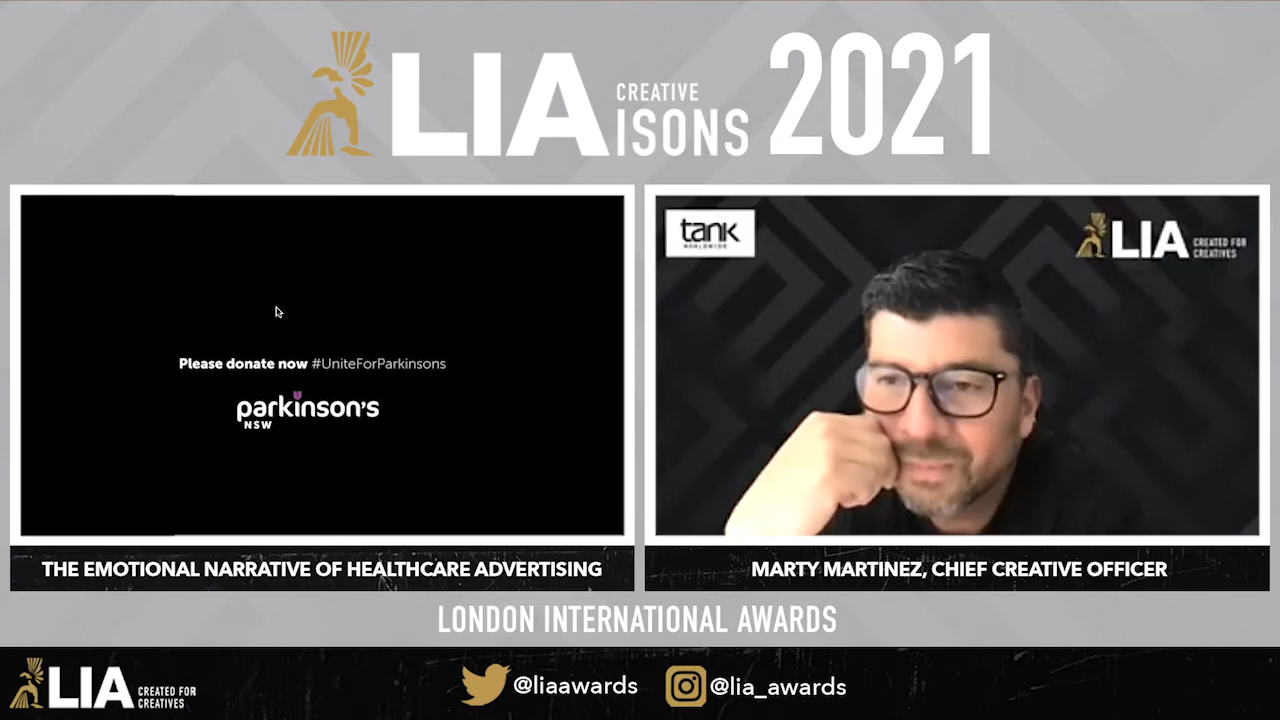 LIA CREATIVE ISONS 2021
Please donate now #UniteForParkinsons
parkinson's
NSW
tank
WORLDWIDE
LIA CREATED FOR
CREATIVES
THE EMOTIONAL NARRATIVE OF HEALTHCARE ADVERTISING
MARTY MARTINEZ, CHIEF CREATIVE OFFICER
LONDON INTERNATIONAL AWARDS
LIA CREATED FOR
CREATIVES
@liaawards
@lia_awards